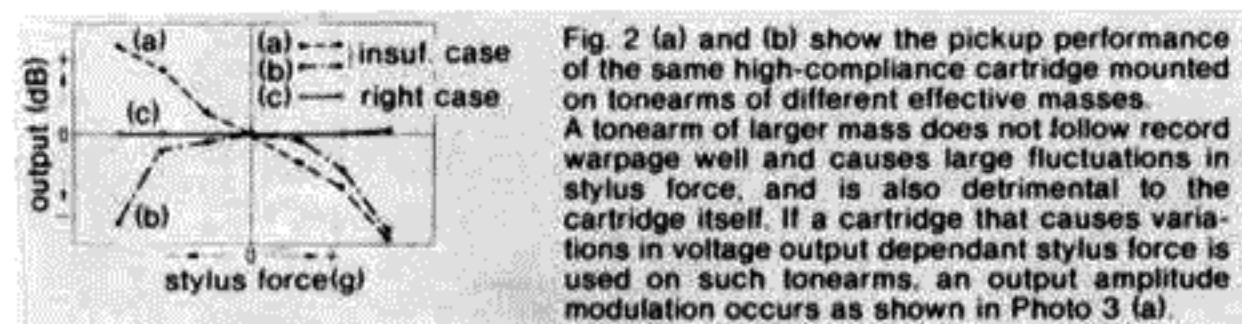 (a)
(a) insuf. case
(b)
(c) right case
(c)
(b)
output (dB)
+
0
−
− 0 +
stylus force(g)
Fig. 2 (a) and (b) show the pickup performance
of the same high-compliance cartridge mounted
on tonearms of different effective masses.
A tonearm of larger mass does not follow record
warpage well and causes large fluctuations in
stylus force, and is also detrimental to the
cartridge itself. If a cartridge that causes varia-
tions in voltage output dependant stylus force is
used on such tonearms, an output amplitude
modulation occurs as shown in Photo 3 (a).